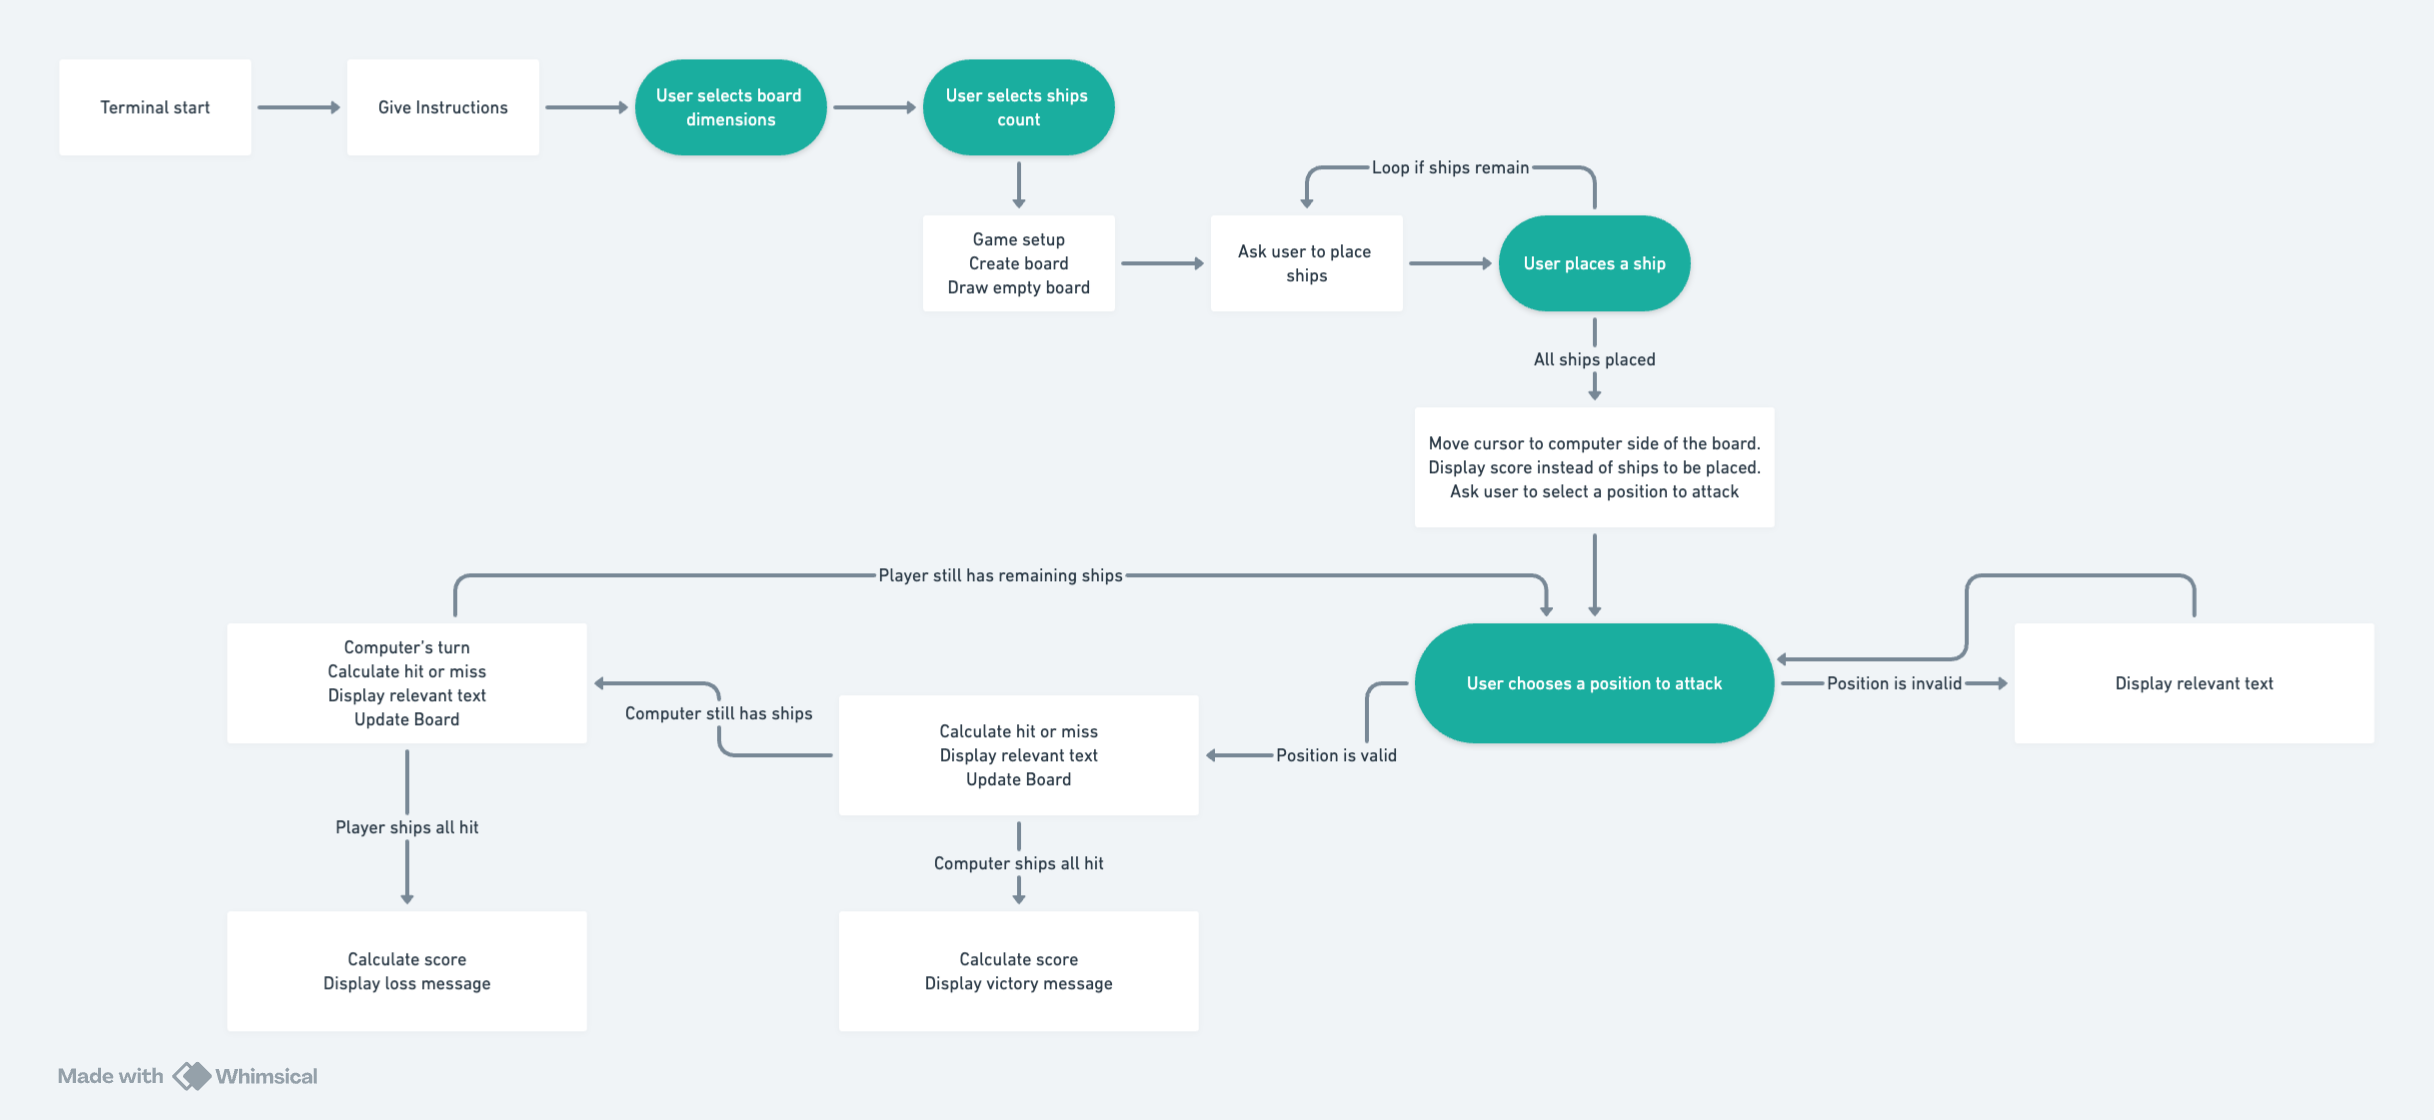 Terminal start
Give Instructions
User selects board
dimensions
User selects ships
count
Loop if ships remain
Game setup
Create board
Draw empty board
Ask user to place
ships
User places a ship
All ships placed
Move cursor to computer side of the board.
Display score instead of ships to be placed.
Ask user to select a position to attack
Player still has remaining ships
Computer's turn
Calculate hit or miss
Display relevant text
Update Board
Computer still has ships
Calculate hit or miss
Display relevant text
Update Board
Position is valid
User chooses a position to attack
Position is invalid
Display relevant text
Player ships all hit
Computer ships all hit
Calculate score
Display loss message
Calculate score
Display victory message
Made with Whimsical